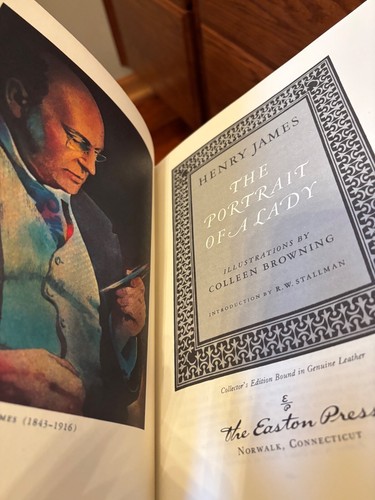 MES (1843–1916)
HENRY JAMES
THE
PORTRAIT
OF A LADY
ILLUSTRATIONS BY
COLLEEN BROWNING
INTRODUCTION BY R.W. STALLMAN
Collector's Edition Bound in Genuine Leather
E
P
the Easton Press
NORWALK, CONNECTICUT